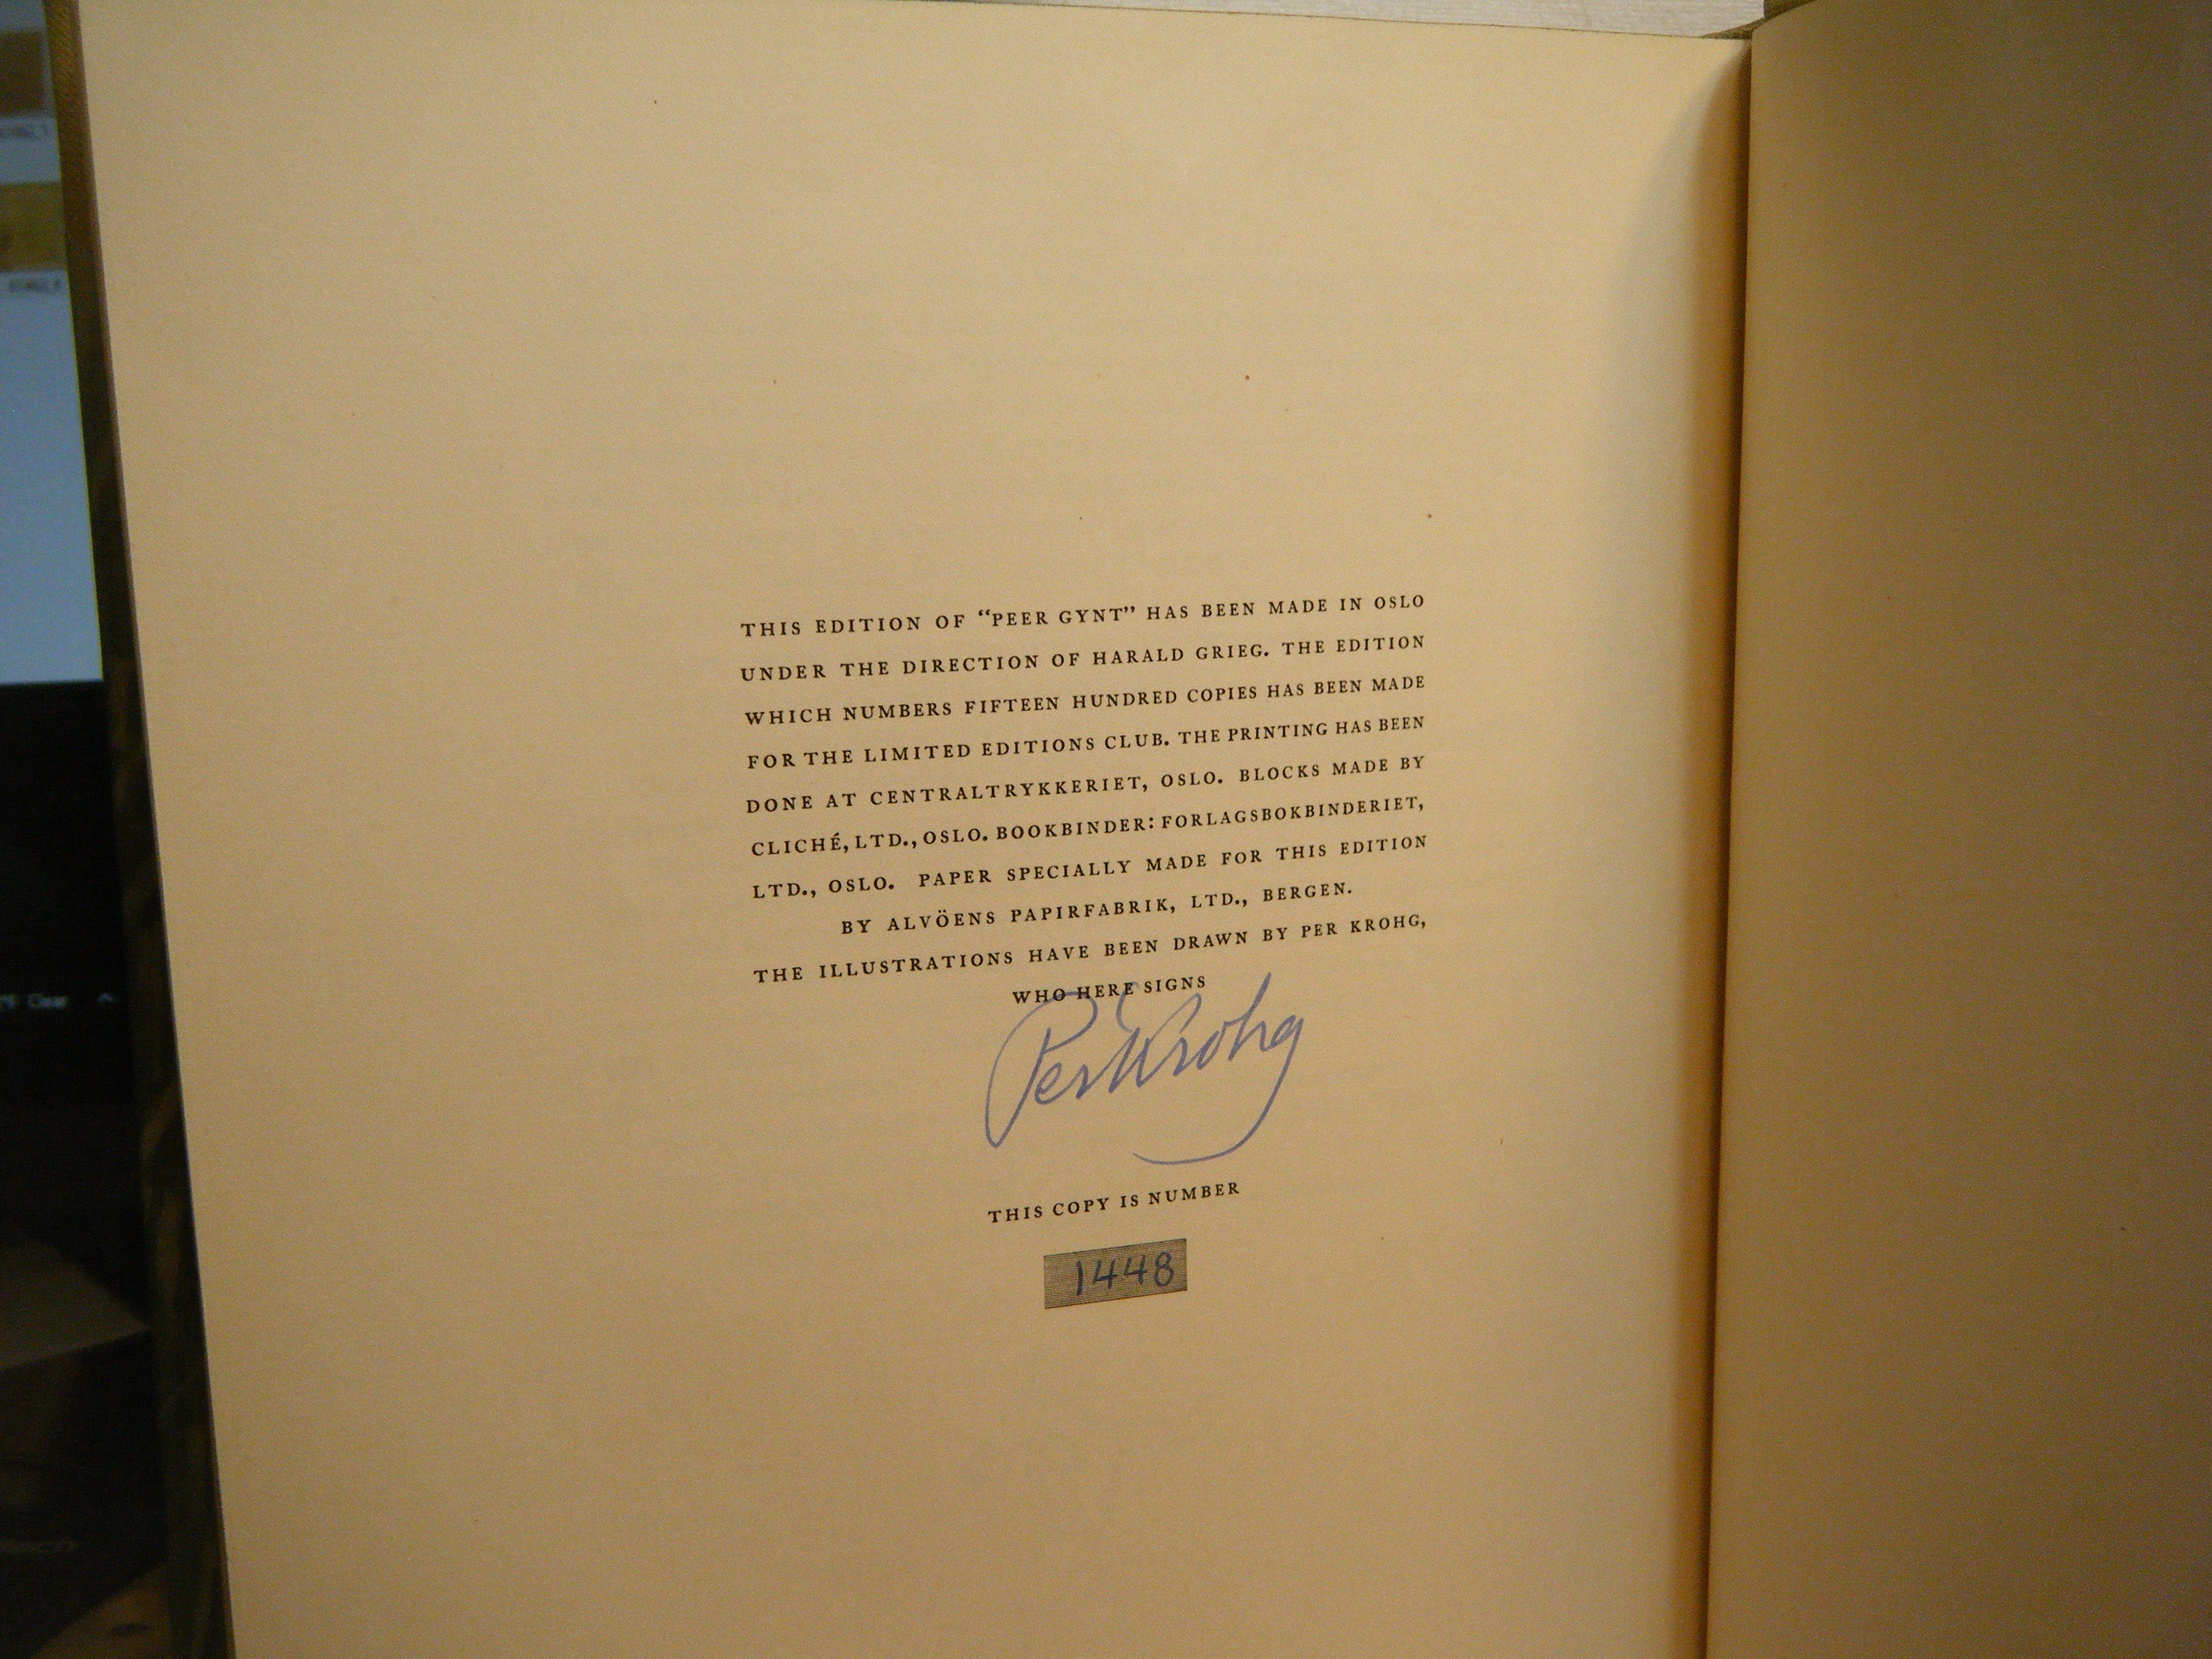 THIS EDITION OF “PEER GYNT” HAS BEEN MADE IN OSLO
UNDER THE DIRECTION OF HARALD GRIEG. THE EDITION
WHICH NUMBERS FIFTEEN HUNDRED COPIES HAS BEEN MADE
FOR THE LIMITED EDITIONS CLUB. THE PRINTING HAS BEEN
DONE AT CENTRALTRYKKERIET, OSLO. BLOCKS MADE BY
CLICHÉ, LTD., OSLO. BOOKBINDER: FORLAGSBOKBINDERIET,
LTD., OSLO. PAPER SPECIALLY MADE FOR THIS EDITION
BY ALVÖENS PAPIRFABRIK, LTD., BERGEN.
THE ILLUSTRATIONS HAVE BEEN DRAWN BY PER KROHG,
WHO HERE SIGNS
Per Krohg
THIS COPY IS NUMBER
1448
Clear